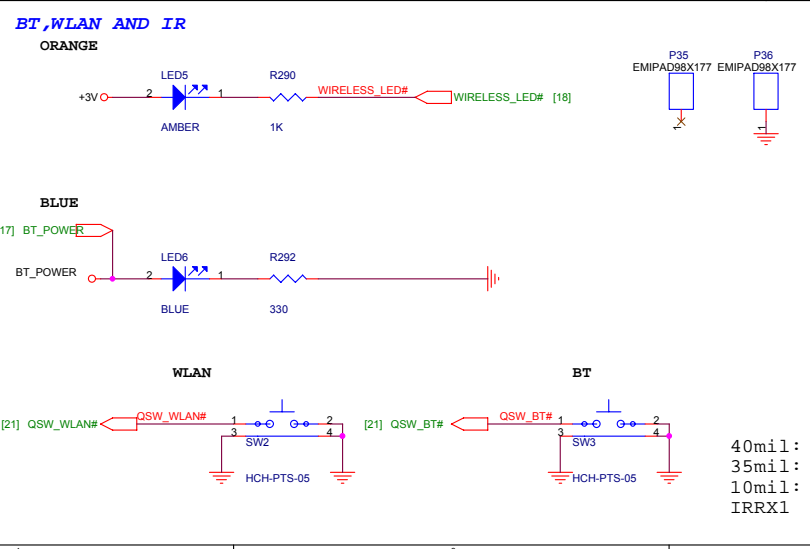 BT,WLAN AND IR
ORANGE
LED5
R290
+3V
2
1
WIRELESS_LED#
WIRELESS_LED# [18]
AMBER
1K
P35
EMIPAD98X177
1
P36
EMIPAD98X177
1
BLUE
17] BT_POWER
BT_POWER
LED6
R292
2
1
BLUE
330
WLAN
[21] QSW_WLAN#
QSW_WLAN#
1
2
3
4
SW2
HCH-PTS-05
BT
[21] QSW_BT#
QSW_BT#
1
2
3
4
SW3
HCH-PTS-05
40mil:
35mil:
10mil:
IRRX1